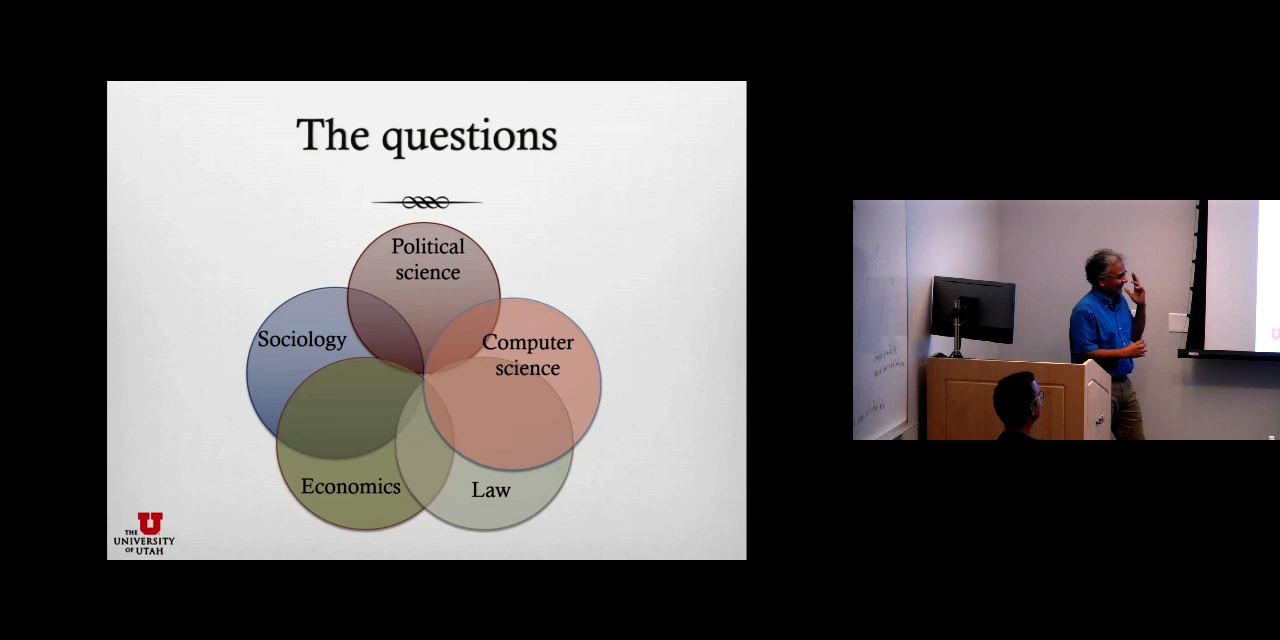 The questions
Political
science
Sociology
Computer
science
Economics
Law
THE
U
UNIVERSITY
OF UTAH
U